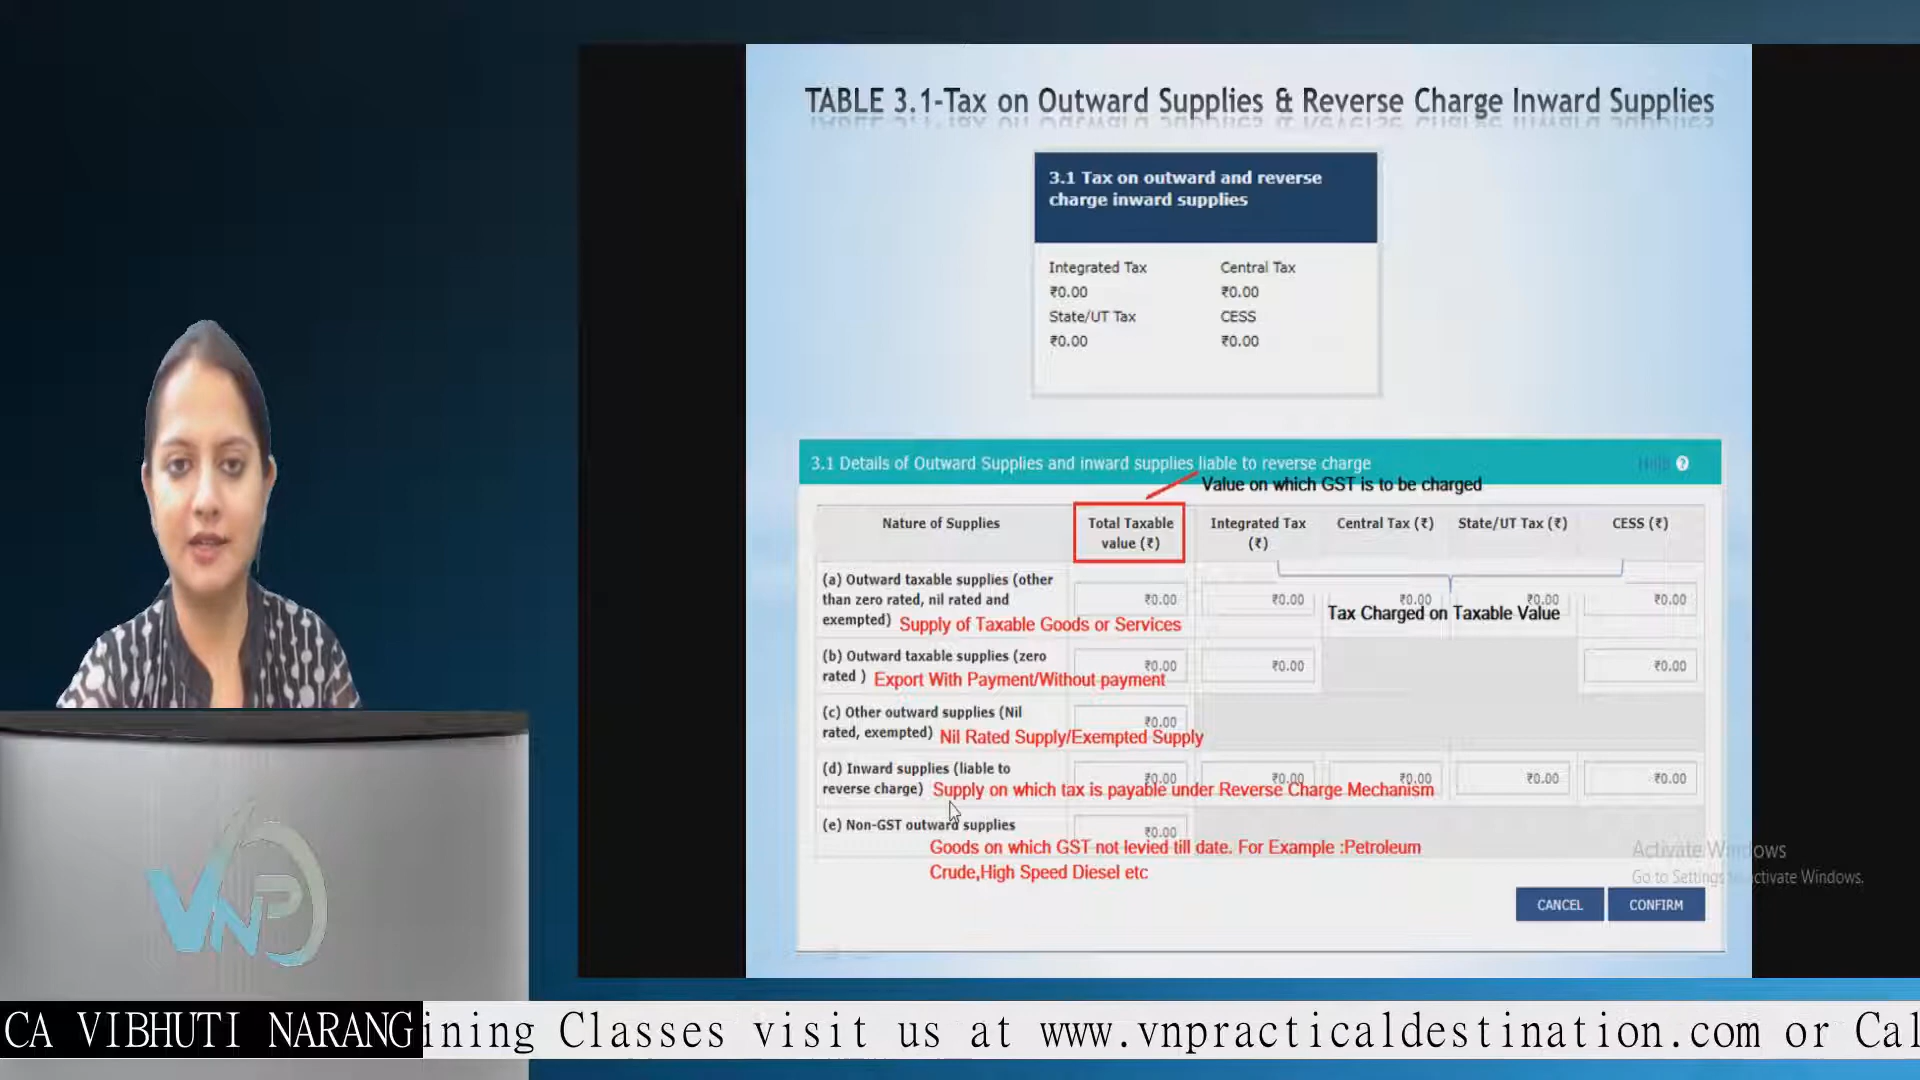 TABLE 3.1-Tax on Outward Supplies & Reverse Charge Inward Supplies
3.1 Tax on outward and reverse
charge inward supplies
Integrated Tax Central Tax
₹0.00 ₹0.00
State/UT Tax CESS
₹0.00 ₹0.00
3.1 Details of Outward Supplies and inward supplies liable to reverse charge Help ?
Value on which GST is to be charged
Nature of Supplies Total Taxable Integrated Tax Central Tax (₹) State/UT Tax (₹) CESS (₹)
value (₹) (₹)
(a) Outward taxable supplies (other
than zero rated, nil rated and ₹0.00 ₹0.00 ₹0.00 ₹0.00 ₹0.00
Tax Charged on Taxable Value
exempted) Supply of Taxable Goods or Services
(b) Outward taxable supplies (zero ₹0.00 ₹0.00 ₹0.00
rated ) Export With Payment/Without payment
(c) Other outward supplies (Nil ₹0.00
rated, exempted) Nil Rated Supply/Exempted Supply
(d) Inward supplies (liable to ₹0.00 ₹0.00 ₹0.00 ₹0.00 ₹0.00
reverse charge) Supply on which tax is payable under Reverse Charge Mechanism
(e) Non-GST outward supplies ₹0.00
Goods on which GST not levied till date. For Example :Petroleum
Crude,High Speed Diesel etc
Activate Windows
Go to Settings to activate Windows.
CANCEL CONFIRM
VNP
CA VIBHUTI NARANG ining Classes visit us at www.vnpracticaldestination.com or Cal